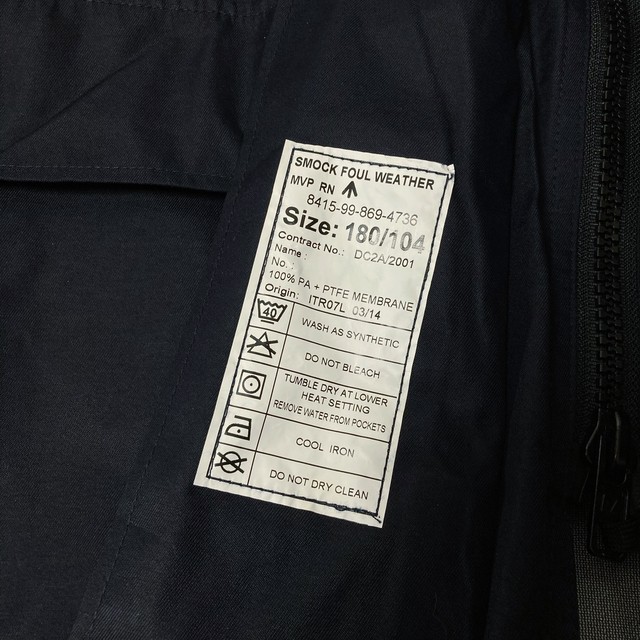 SMOCK FOUL WEATHER
MVP RN
8415-99-869-4736
Size: 180/104
Contract No.: DC2A/2001
Name :
No.:
100% PA + PTFE MEMBRANE
Origin: ITR07L 03/14
40 WASH AS SYNTHETIC
DO NOT BLEACH
TUMBLE DRY AT LOWER
HEAT SETTING
REMOVE WATER FROM POCKETS
COOL IRON
DO NOT DRY CLEAN